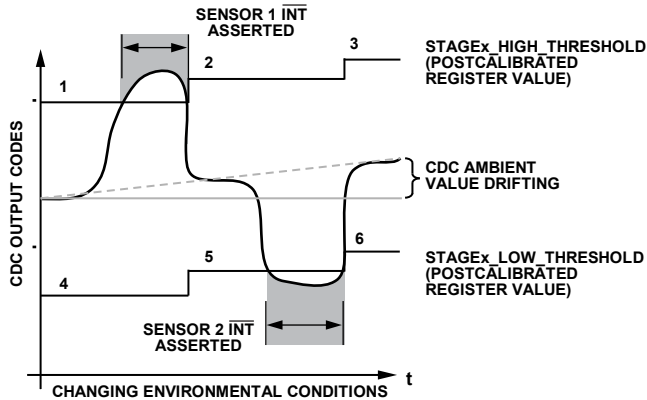 SENSOR 1 INT
ASSERTED
1
2
3
STAGEx_HIGH_THRESHOLD
(POSTCALIBRATED
REGISTER VALUE)
CDC OUTPUT CODES
CDC AMBIENT
VALUE DRIFTING
4
5
6
STAGEx_LOW_THRESHOLD
(POSTCALIBRATED
REGISTER VALUE)
SENSOR 2 INT
ASSERTED
t
CHANGING ENVIRONMENTAL CONDITIONS